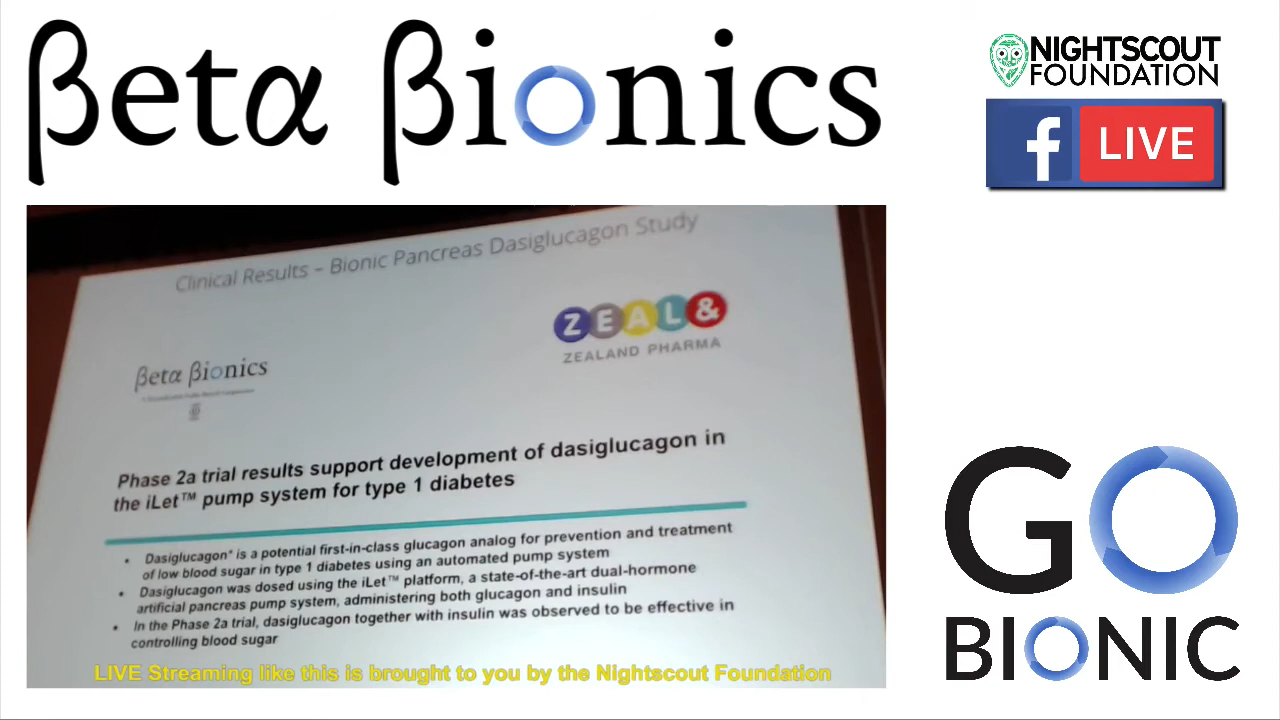 βetα βionics
NIGHTSCOUT
FOUNDATION
f LIVE
Clinical Results – Bionic Pancreas Dasiglucagon Study
ZEAL&
ZEALAND PHARMA
βetα βionics
Phase 2a trial results support development of dasiglucagon in
the iLet™ pump system for type 1 diabetes
• Dasiglucagon* is a potential first-in-class glucagon analog for prevention and treatment
of low blood sugar in type 1 diabetes using an automated pump system
• Dasiglucagon was dosed using the iLet™ platform, a state-of-the-art dual-hormone
artificial pancreas pump system, administering both glucagon and insulin
• In the Phase 2a trial, dasiglucagon together with insulin was observed to be effective in
controlling blood sugar
LIVE Streaming like this is brought to you by the Nightscout Foundation
GO
BIONIC